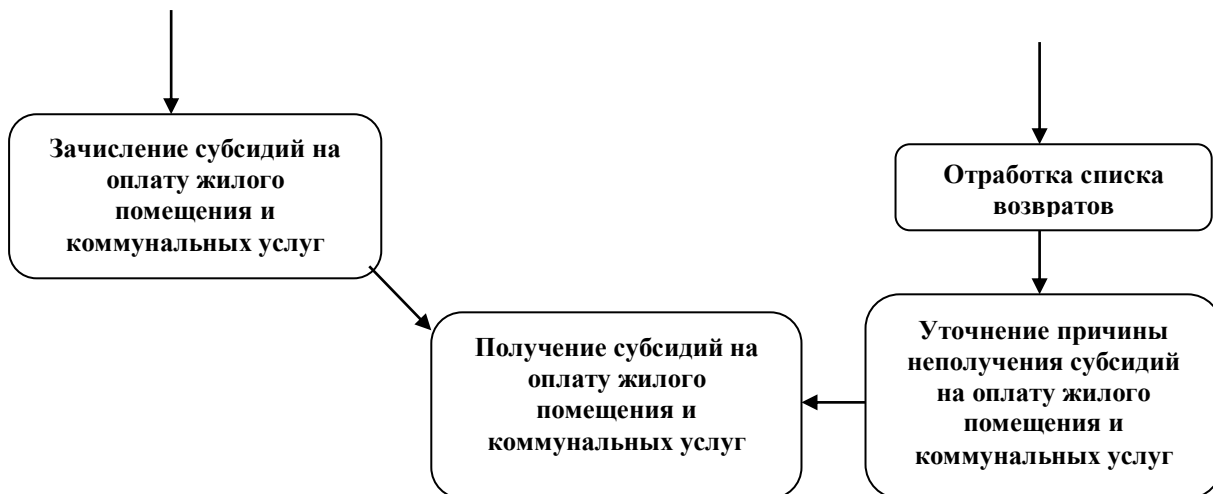 Зачисление субсидий на
оплату жилого
помещения и
коммунальных услуг
Отработка списка
возвратов
Получение субсидий на
оплату жилого
помещения и
коммунальных услуг
Уточнение причины
неполучения субсидий
на оплату жилого
помещения и
коммунальных услуг